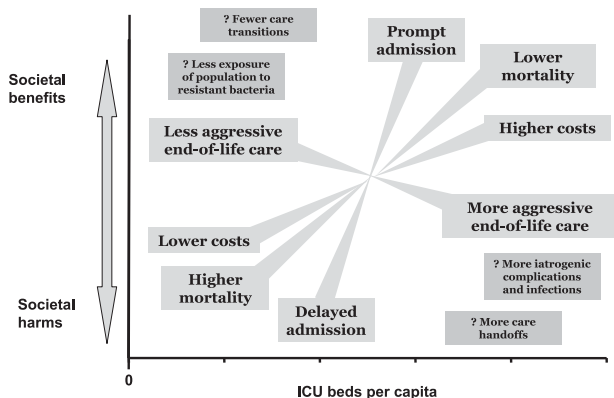 ? Fewer care
transitions
Prompt
admission
Lower
mortality
? Less exposure
of population to
resistant bacteria
Societal
benefits
Higher costs
Less aggressive
end-of-life care
More aggressive
end-of-life care
Lower costs
? More iatrogenic
complications
and infections
Higher
mortality
Societal
harms
Delayed
admission
? More care
handoffs
0
ICU beds per capita